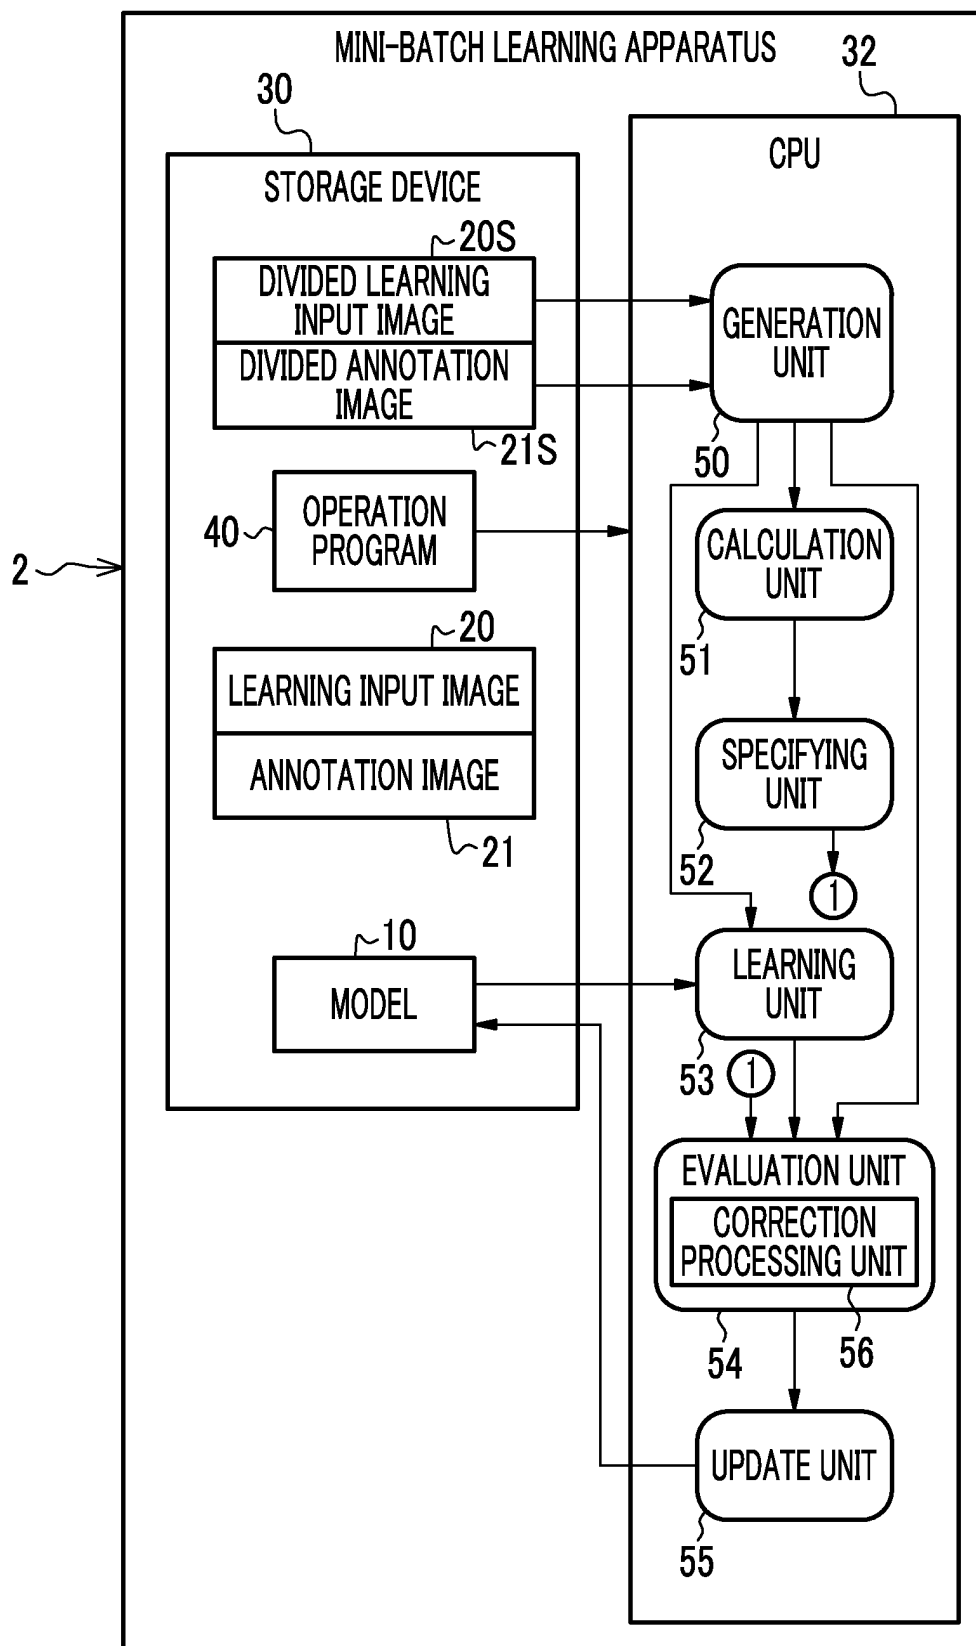 MINI-BATCH LEARNING APPARATUS
32
30
CPU
STORAGE DEVICE
20S
DIVIDED LEARNING
INPUT IMAGE
DIVIDED ANNOTATION
IMAGE
21S
GENERATION
UNIT
50
40
OPERATION
PROGRAM
CALCULATION
UNIT
51
2
20
LEARNING INPUT IMAGE
ANNOTATION IMAGE
21
SPECIFYING
UNIT
52
1
10
MODEL
LEARNING
UNIT
53
1
EVALUATION UNIT
CORRECTION
PROCESSING UNIT
54
56
UPDATE UNIT
55